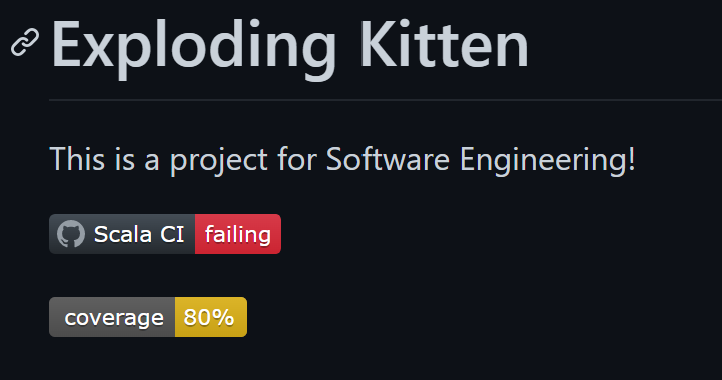 Exploding Kitten
This is a project for Software Engineering!
Scala CI failing
coverage 80%